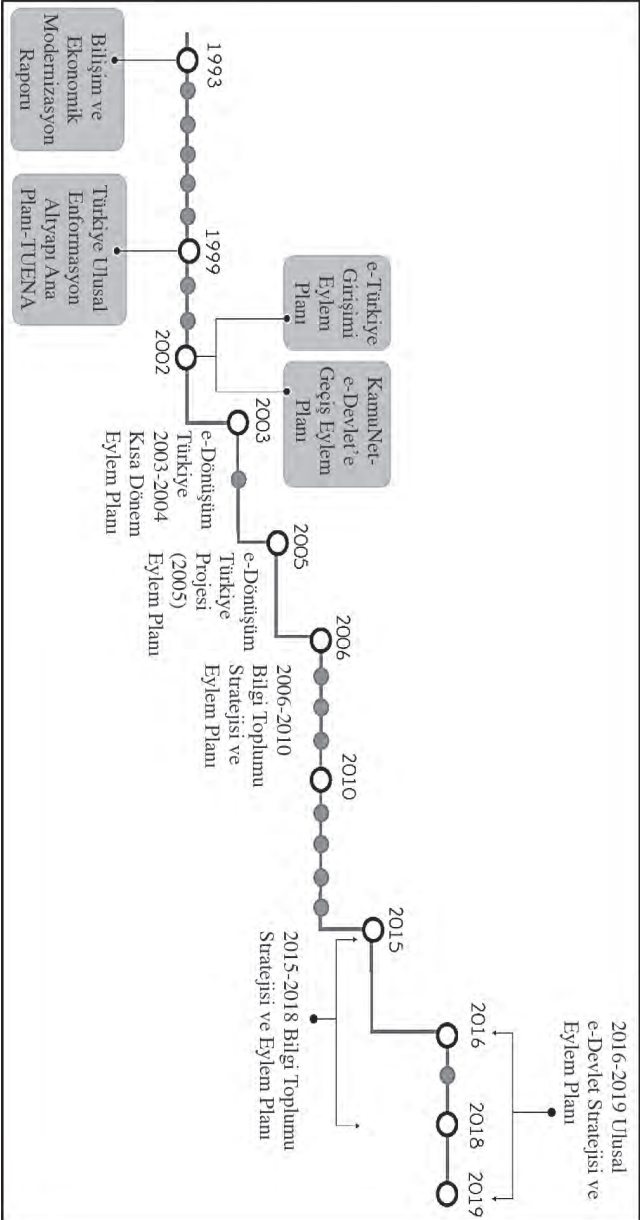 1993
Bilişim ve
Ekonomik
Modernizasyon
Raporu
1999
Türkiye Ulusal
Enformasyon
Altyapı Ana
Planı-TUENA
2002
e-Türkiye
Girişimi
Eylem
Planı
KamuNet-
e-Devlet'e
Geçiş Eylem
Planı
2003
e-Dönüşüm
Türkiye
2003-2004
Kısa Dönem
Eylem Planı
2005
e-Dönüşüm
Türkiye
Projesi
(2005)
Eylem Planı
2006
2006-2010
Bilgi Toplumu
Stratejisi ve
Eylem Planı
2010
2015
2015-2018 Bilgi Toplumu
Stratejisi ve Eylem Planı
2016
2018
2019
2016-2019 Ulusal
e-Devlet Stratejisi ve
Eylem Planı